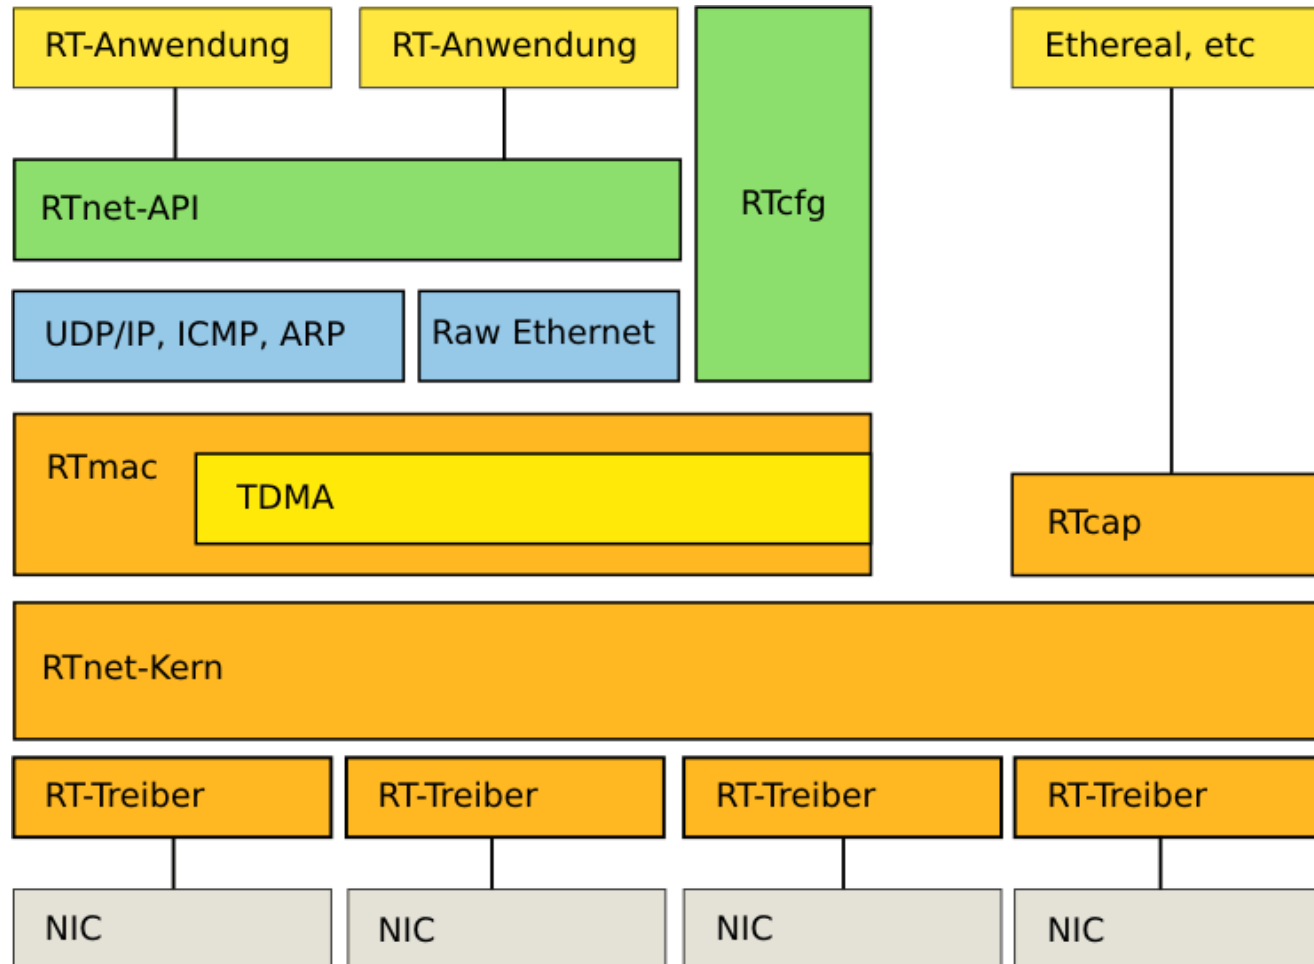 RT-Anwendung
RT-Anwendung
Ethereal, etc
RTnet-API
RTcfg
UDP/IP, ICMP, ARP
Raw Ethernet
RTmac
TDMA
RTcap
RTnet-Kern
RT-Treiber
RT-Treiber
RT-Treiber
RT-Treiber
NIC
NIC
NIC
NIC